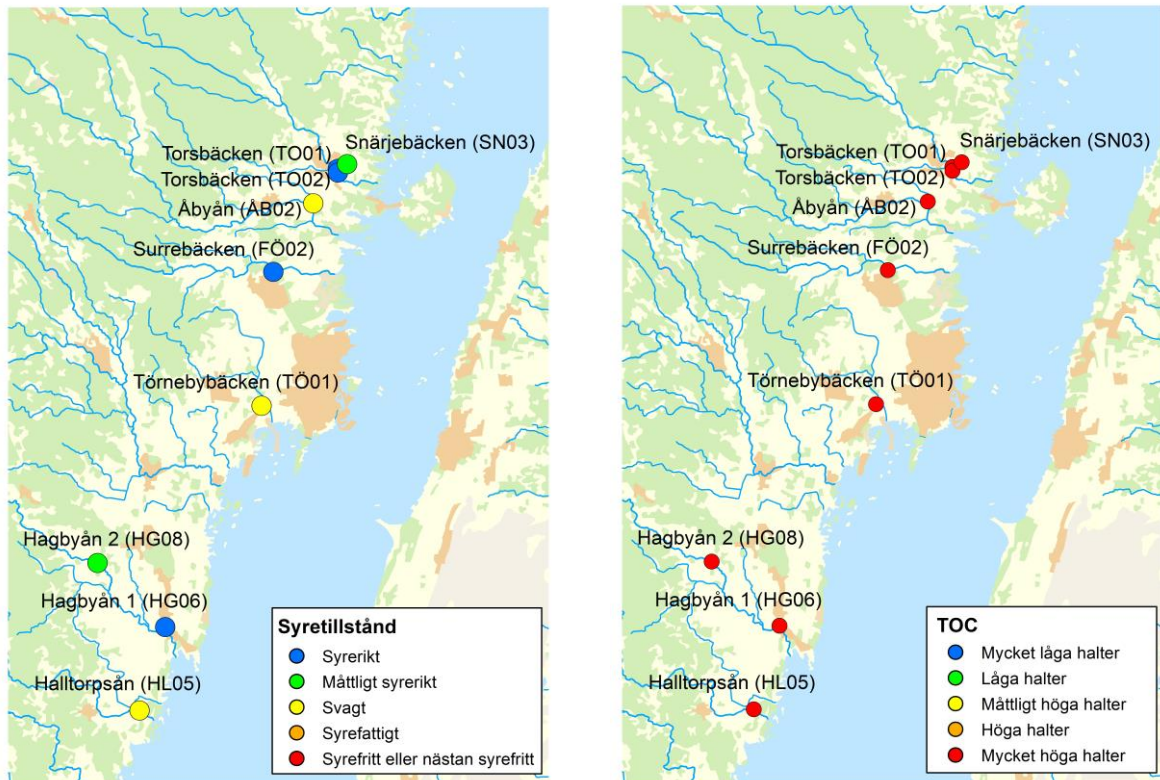 Snärjebäcken (SN03)
Torsbäcken (TO01)
Torsbäcken (TO02)
Åbyån (ÅB02)
Surrebäcken (FÖ02)
Törnebybäcken (TÖ01)
Hagbyån 2 (HG08)
Hagbyån 1 (HG06)
Halltorpsån (HL05)
Syretillstånd
Syrerikt
Måttligt syrerikt
Svagt
Syrefattigt
Syrefritt eller nästan syrefritt
Snärjebäcken (SN03)
Torsbäcken (TO01)
Torsbäcken (TO02)
Åbyån (ÅB02)
Surrebäcken (FÖ02)
Törnebybäcken (TÖ01)
Hagbyån 2 (HG08)
Hagbyån 1 (HG06)
Halltorpsån (HL05)
TOC
Mycket låga halter
Låga halter
Måttligt höga halter
Höga halter
Mycket höga halter